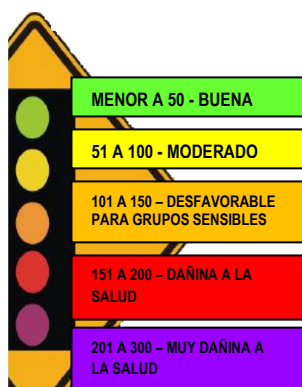 MENOR A 50 - BUENA
51 A 100 - MODERADO
101 A 150 – DESFAVORABLE
PARA GRUPOS SENSIBLES
151 A 200 – DAÑINA A LA
SALUD
201 A 300 – MUY DAÑINA A
LA SALUD